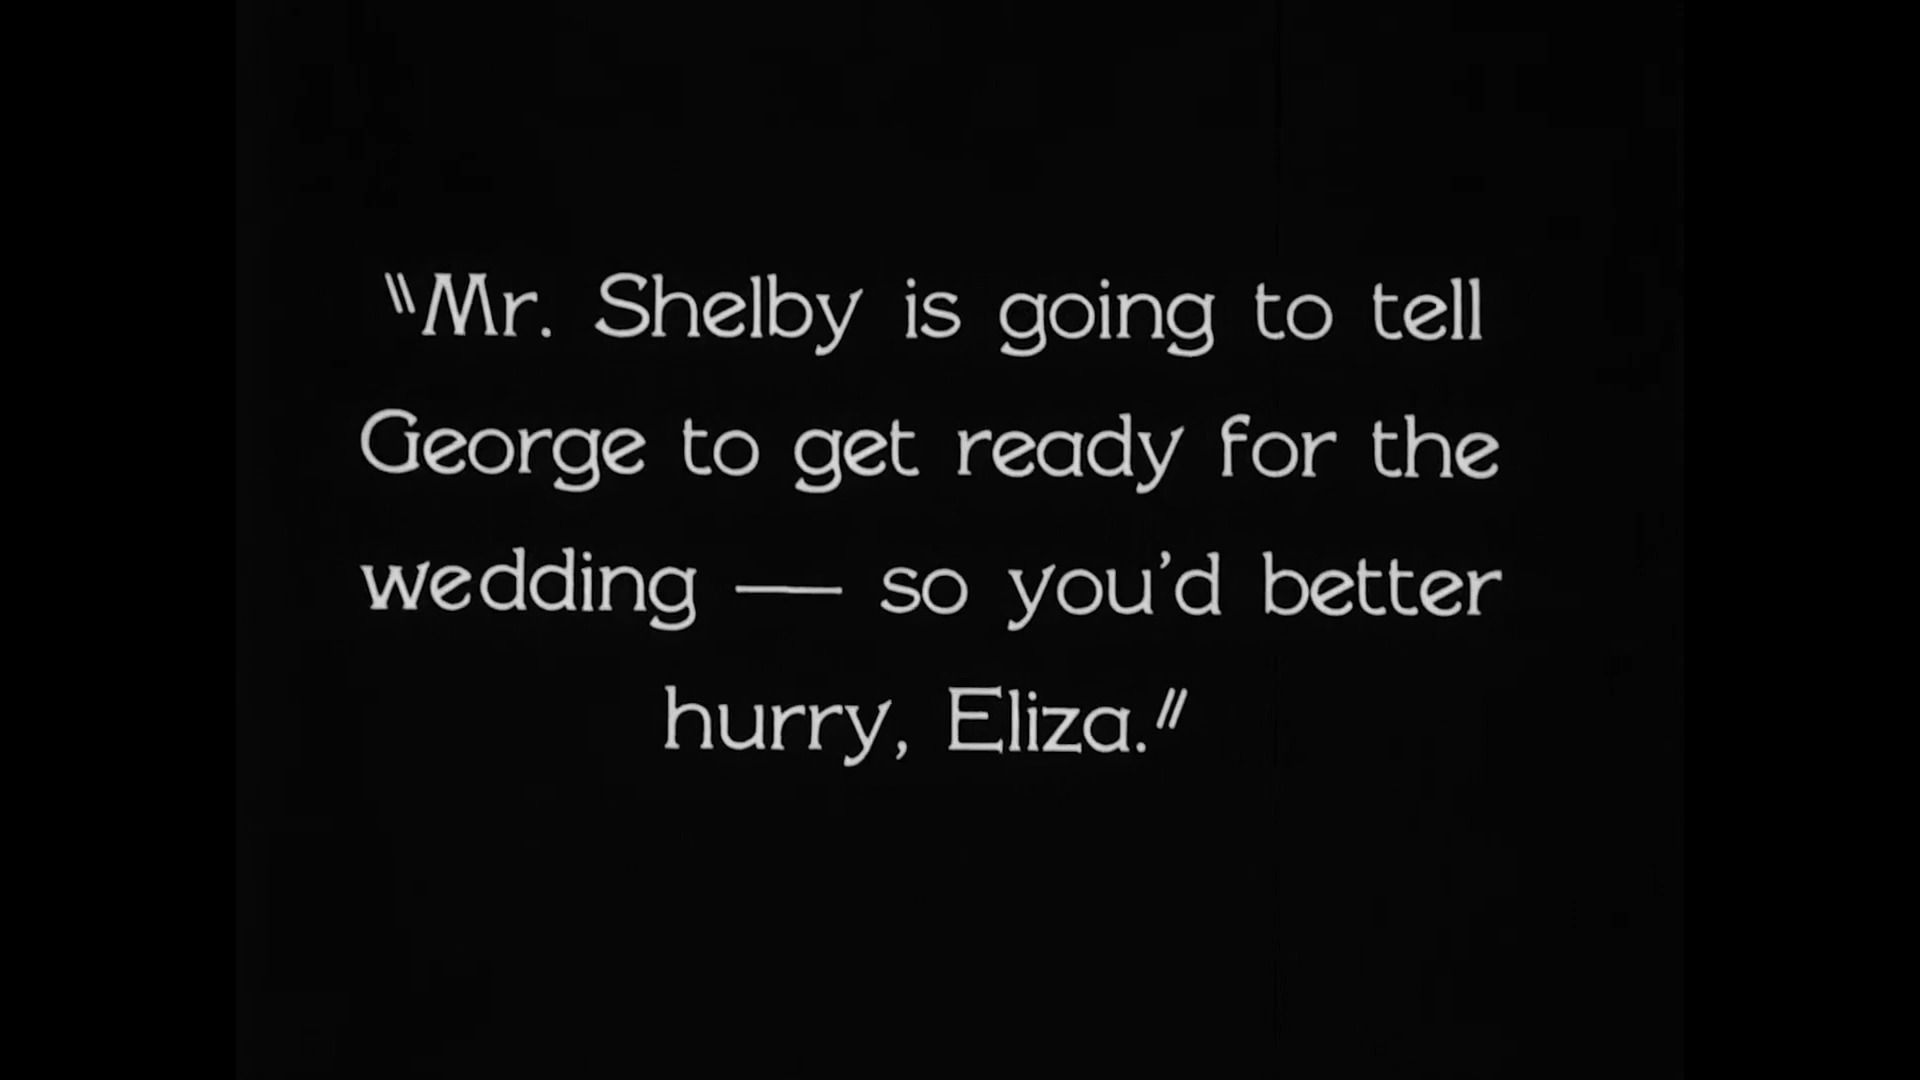 "Mr. Shelby is going to tell
George to get ready for the
wedding — so you'd better
hurry, Eliza."